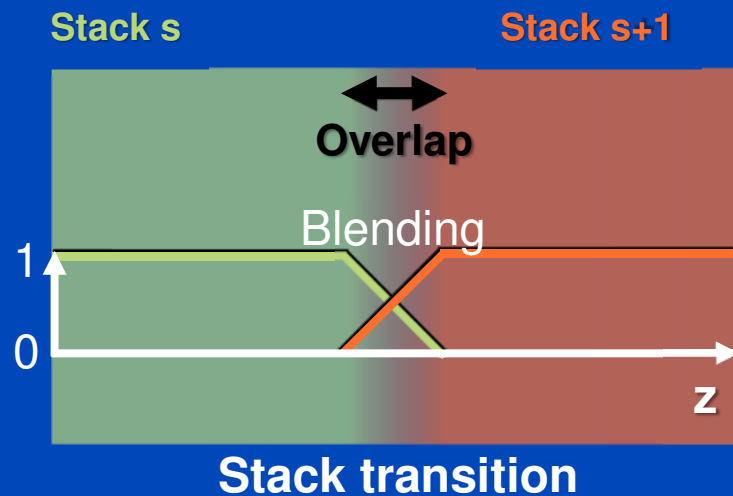 Stack s
Stack s+1
Overlap
Blending
1
0
z
Stack transition